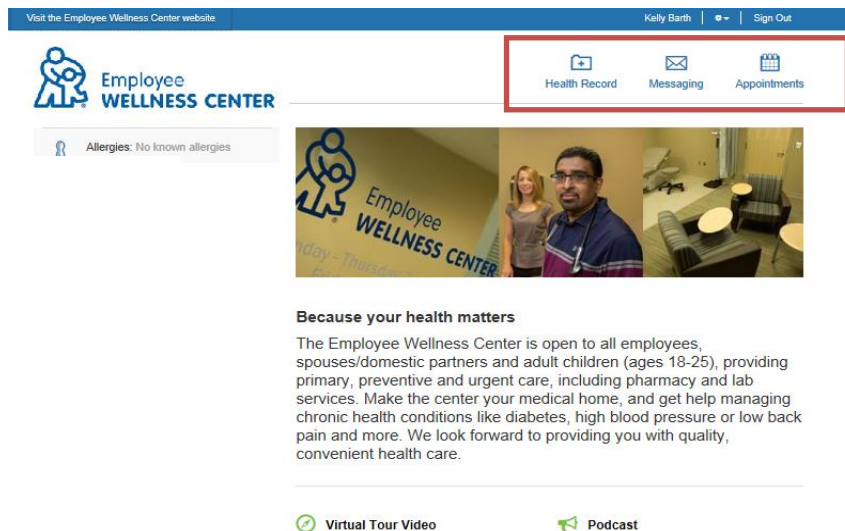 Visit the Employee Wellness Center website
Kelly Barth
Sign Out
Employee
WELLNESS CENTER
Health Record
Messaging
Appointments
Allergies: No known allergies
Employee
WELLNESS CENTER
Because your health matters
The Employee Wellness Center is open to all employees,
spouses/domestic partners and adult children (ages 18-25), providing
primary, preventive and urgent care, including pharmacy and lab
services. Make the center your medical home, and get help managing
chronic health conditions like diabetes, high blood pressure or low back
pain and more. We look forward to providing you with quality,
convenient health care.
Virtual Tour Video
Podcast